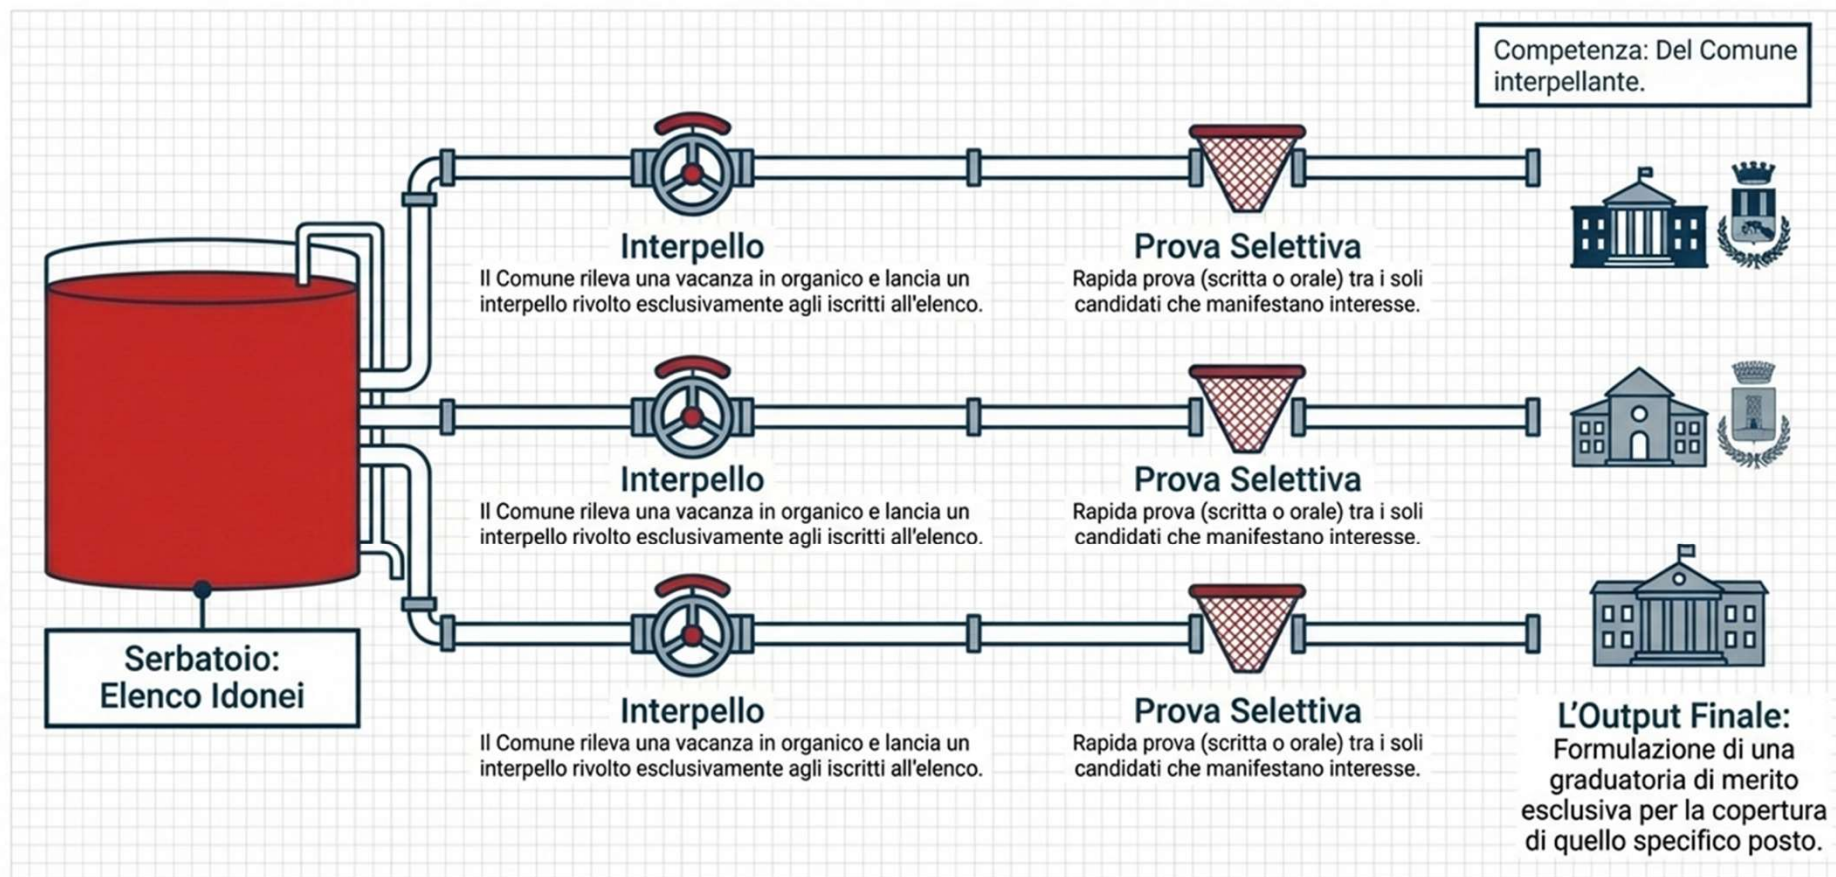 Competenza: Del Comune
interpellante.
Interpello
Il Comune rileva una vacanza in organico e lancia un
interpello rivolto esclusivamente agli iscritti all'elenco.
Prova Selettiva
Rapida prova (scritta o orale) tra i soli
candidati che manifestano interesse.
Interpello
Il Comune rileva una vacanza in organico e lancia un
interpello rivolto esclusivamente agli iscritti all'elenco.
Prova Selettiva
Rapida prova (scritta o orale) tra i soli
candidati che manifestano interesse.
Serbatoio:
Elenco Idonei
Interpello
Il Comune rileva una vacanza in organico e lancia un
interpello rivolto esclusivamente agli iscritti all'elenco.
Prova Selettiva
Rapida prova (scritta o orale) tra i soli
candidati che manifestano interesse.
L'Output Finale:
Formulazione di una
graduatoria di merito
esclusiva per la copertura
di quello specifico posto.